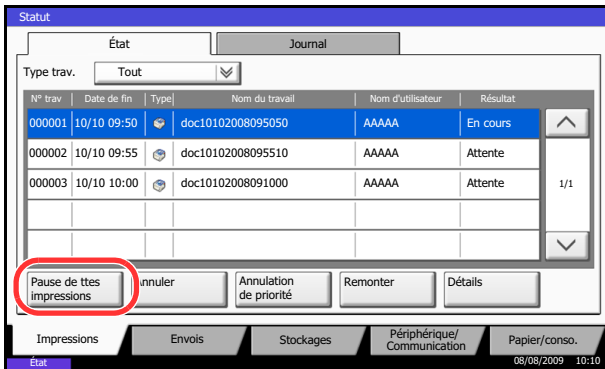 Statut
État Journal
Type trav. Tout
N° trav Date de fin Type Nom du travail Nom d'utilisateur Résultat
000001 10/10 09:50 doc10102008095050 AAAAA En cours
000002 10/10 09:55 doc10102008095510 AAAAA Attente
000003 10/10 10:00 doc10102008091000 AAAAA Attente
1/1
Pause de ttes
impressions
nnuler
Annulation
de priorité
Remonter
Détails
Impressions Envois Stockages
Périphérique/
Communication
Papier/conso.
État 08/08/2009 10:10